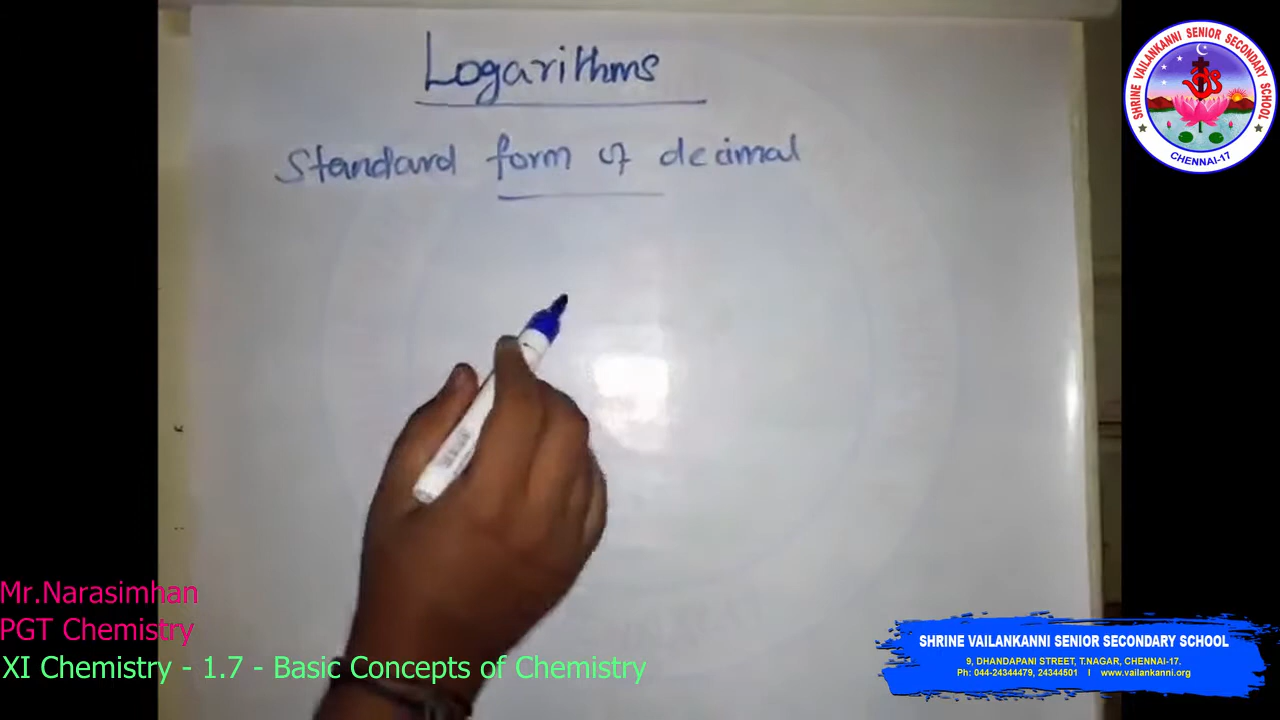 Logarithms
Standard form of decimal
SHRINE VAILANKANNI SENIOR SECONDARY SCHOOL
CHENNAI-17
Mr.Narasimhan
PGT Chemistry
XI Chemistry - 1.7 - Basic Concepts of Chemistry
SHRINE VAILANKANNI SENIOR SECONDARY SCHOOL
9, DHANDAPANI STREET, T.NAGAR, CHENNAI-17.
Ph: 044-24344479, 24344501 I www.vailankanni.org